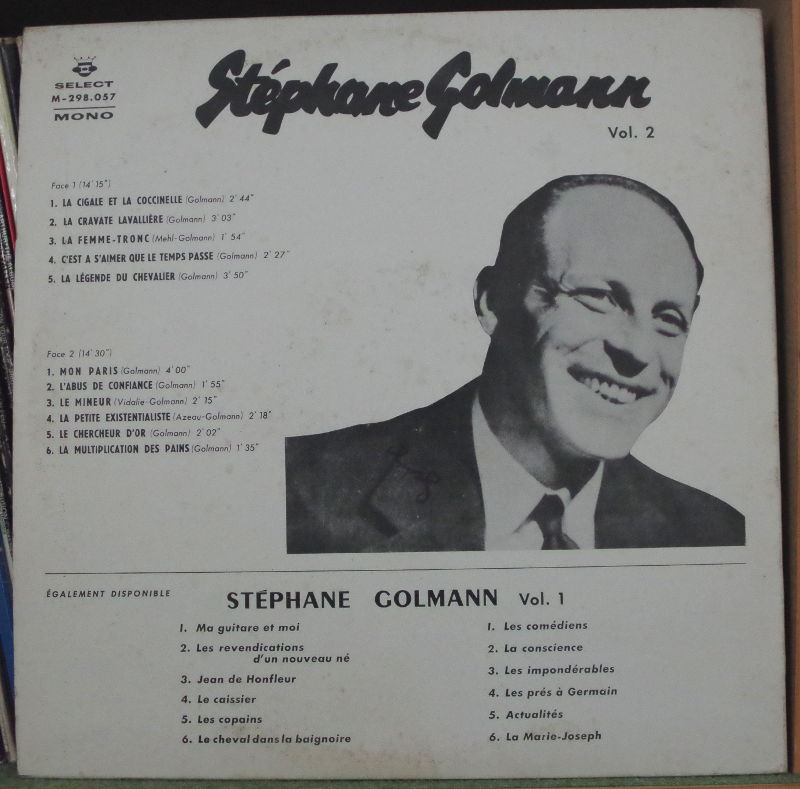 SELECT
M-298.057
MONO
Stéphane Golmann
Vol. 2
Face 1 (14' 15")
1. LA CIGALE ET LA COCCINELLE (Golmann) 2' 44"
2. LA CRAVATE LAVALLIÈRE (Golmann) 3' 03"
3. LA FEMME-TRONC (Mehl-Golmann) 1' 54"
4. C'EST A S'AIMER QUE LE TEMPS PASSE (Golmann) 2' 27"
5. LA LÉGENDE DU CHEVALIER (Golmann) 3' 50"
Face 2 (14' 30")
1. MON PARIS (Golmann) 4' 00"
2. L'ABUS DE CONFIANCE (Golmann) 1' 55"
3. LE MINEUR (Vidalie-Golmann) 2' 15"
4. LA PETITE EXISTENTIALISTE (Azeau-Golmann) 2' 18"
5. LE CHERCHEUR D'OR (Golmann) 2' 02"
6. LA MULTIPLICATION DES PAINS (Golmann) 1' 35"
ÉGALEMENT DISPONIBLE
STÉPHANE GOLMANN Vol. 1
1. Ma guitare et moi
2. Les revendications
d'un nouveau né
3. Jean de Honfleur
4. Le caissier
5. Les copains
6. Le cheval dans la baignoire
1. Les comédiens
2. La conscience
3. Les impondérables
4. Les prés à Germain
5. Actualités
6. La Marie-Joseph